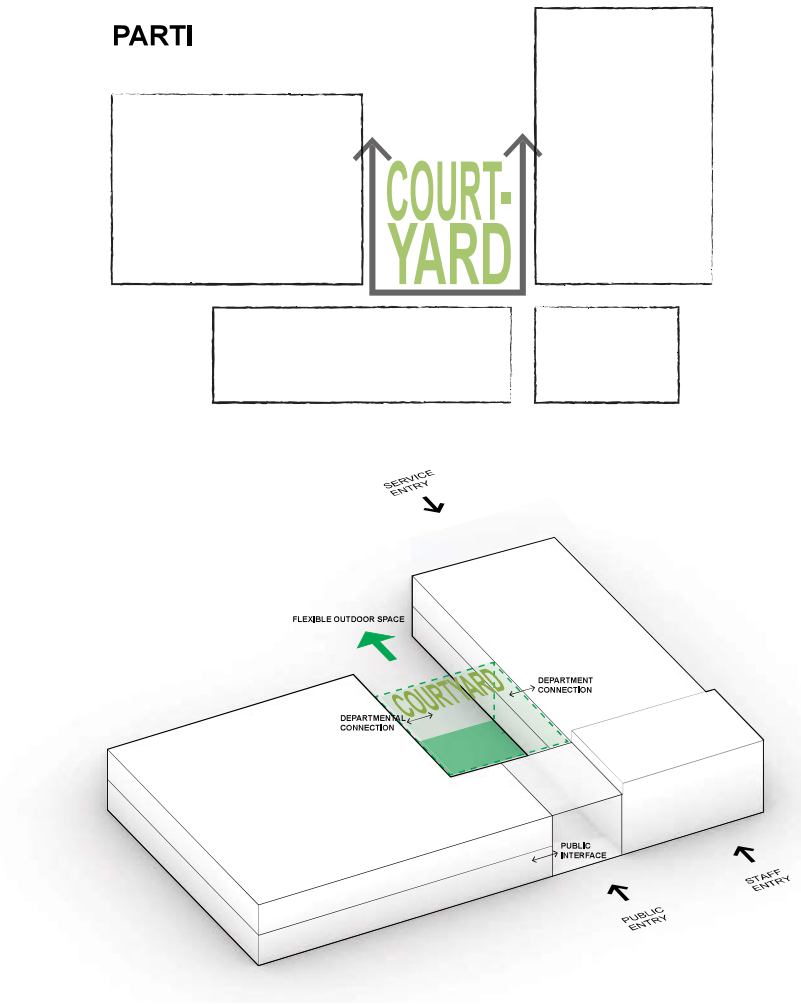 PARTI
COURT-
YARD
SERVICE
ENTRY
FLEXIBLE OUTDOOR SPACE
COURTYARD
DEPARTMENT
CONNECTION
DEPARTMENTAL
CONNECTION
PUBLIC
INTERFACE
STAFF
ENTRY
PUBLIC
ENTRY